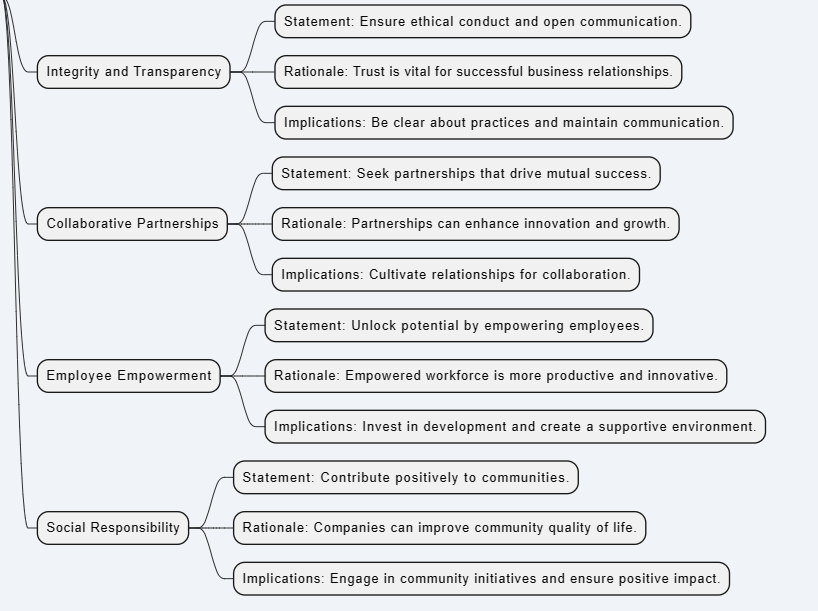 Integrity and Transparency
Statement: Ensure ethical conduct and open communication.
Rationale: Trust is vital for successful business relationships.
Implications: Be clear about practices and maintain communication.
Collaborative Partnerships
Statement: Seek partnerships that drive mutual success.
Rationale: Partnerships can enhance innovation and growth.
Implications: Cultivate relationships for collaboration.
Employee Empowerment
Statement: Unlock potential by empowering employees.
Rationale: Empowered workforce is more productive and innovative.
Implications: Invest in development and create a supportive environment.
Social Responsibility
Statement: Contribute positively to communities.
Rationale: Companies can improve community quality of life.
Implications: Engage in community initiatives and ensure positive impact.